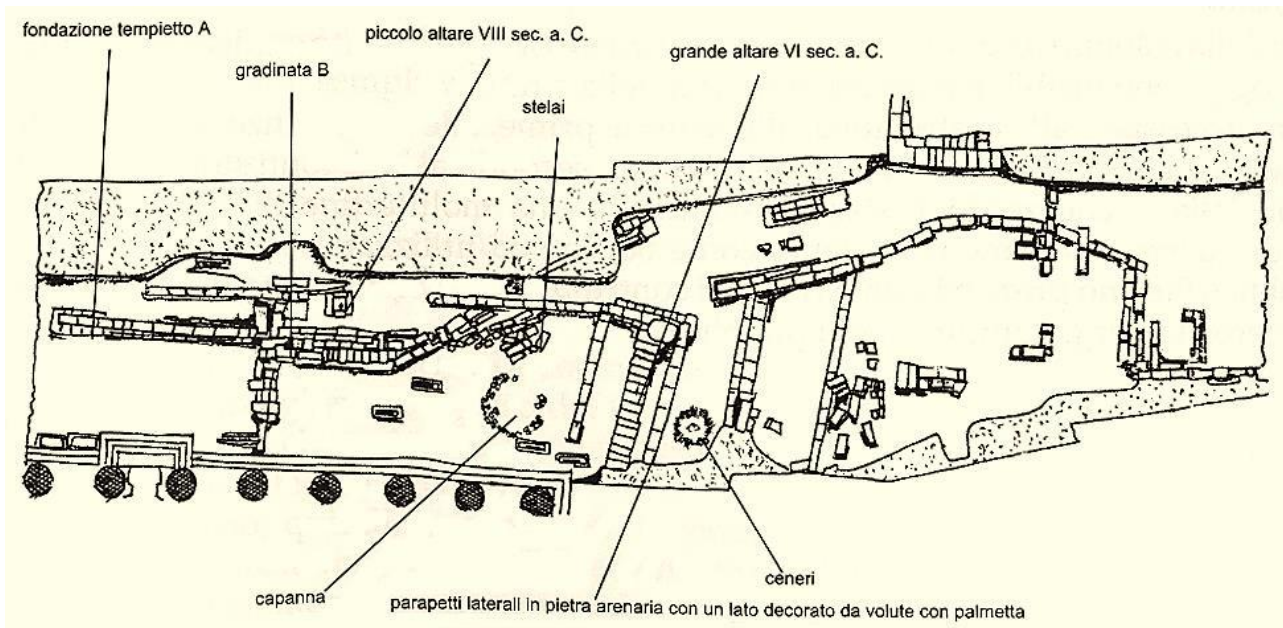 fondazione tempietto A
piccolo altare VIII sec. a. C.
grande altare VI sec. a. C.
gradinata B
stelai
capanna
ceneri
parapetti laterali in pietra arenaria con un lato decorato da volute con palmetta